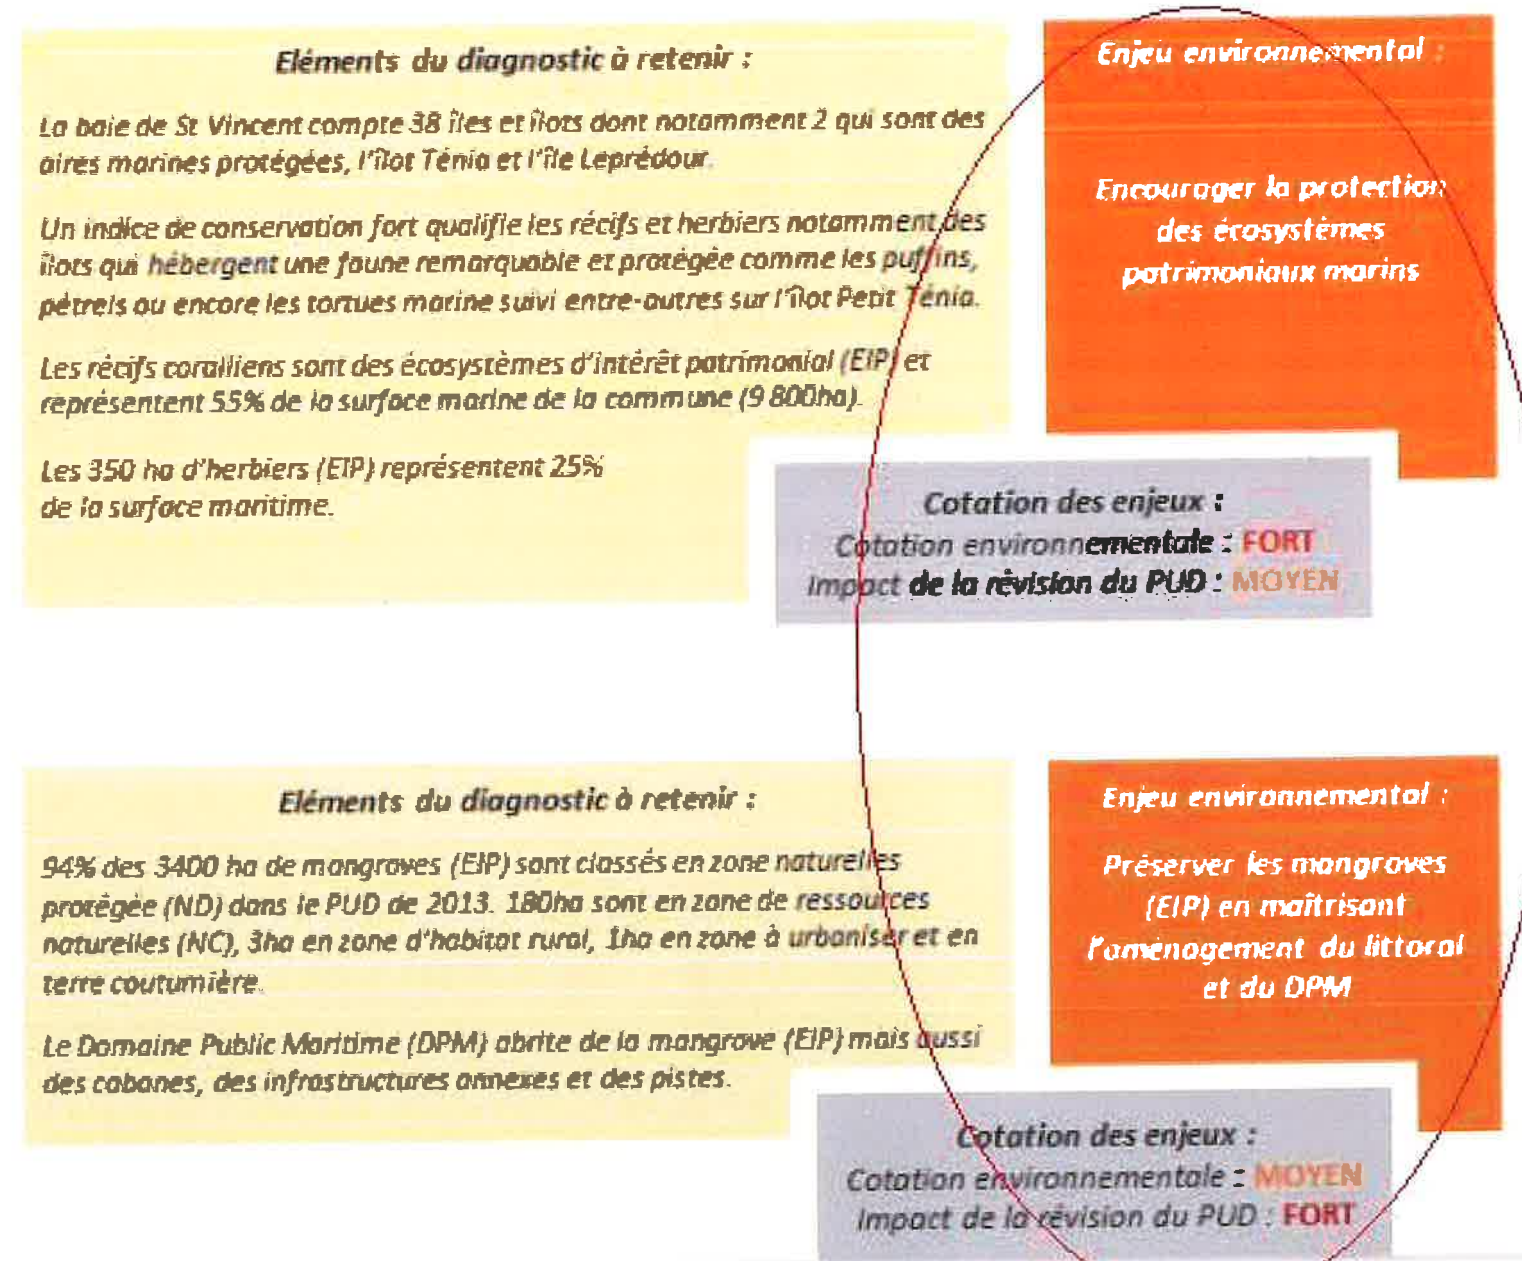 Eléments du diagnostic à retenir :
La baie de St Vincent compte 38 îles et îlots dont notamment 2 qui sont des
aires marines protégées, l'îlot Ténia et l'île Leprédour.
Un indice de conservation fort qualifie les récifs et herbiers notamment des
îlots qui hébergent une faune remarquable et protégée comme les puffins,
pétrels ou encore les tortues marine suivi entre-autres sur l'îlot Petit Ténia.
Les récifs coralliens sont des écosystèmes d'intérêt patrimonial (EIP) et
représentent 55% de la surface marine de la commune (9 800ha).
Les 350 ha d'herbiers (EIP) représentent 25%
de la surface maritime.
Enjeu environnemental :
Encourager la protection
des écosystèmes
patrimoniaux marins
Cotation des enjeux :
Cotation environnementale : FORT
Impact de la révision du PUD : MOYEN
Eléments du diagnostic à retenir :
94% des 3400 ha de mangroves (EIP) sont classés en zone naturelles
protégée (ND) dans le PUD de 2013. 180ha sont en zone de ressources
naturelles (NC), 3ha en zone d'habitat rural, 1ha en zone à urbaniser et en
terre coutumière.
Le Domaine Public Maritime (DPM) abrite de la mangrove (EIP) mais aussi
des cabanes, des infrastructures annexes et des pistes.
Enjeu environnemental :
Préserver les mangroves
(EIP) en maîtrisant
l'aménagement du littoral
et du DPM
Cotation des enjeux :
Cotation environnementale : MOYEN
Impact de la révision du PUD : FORT